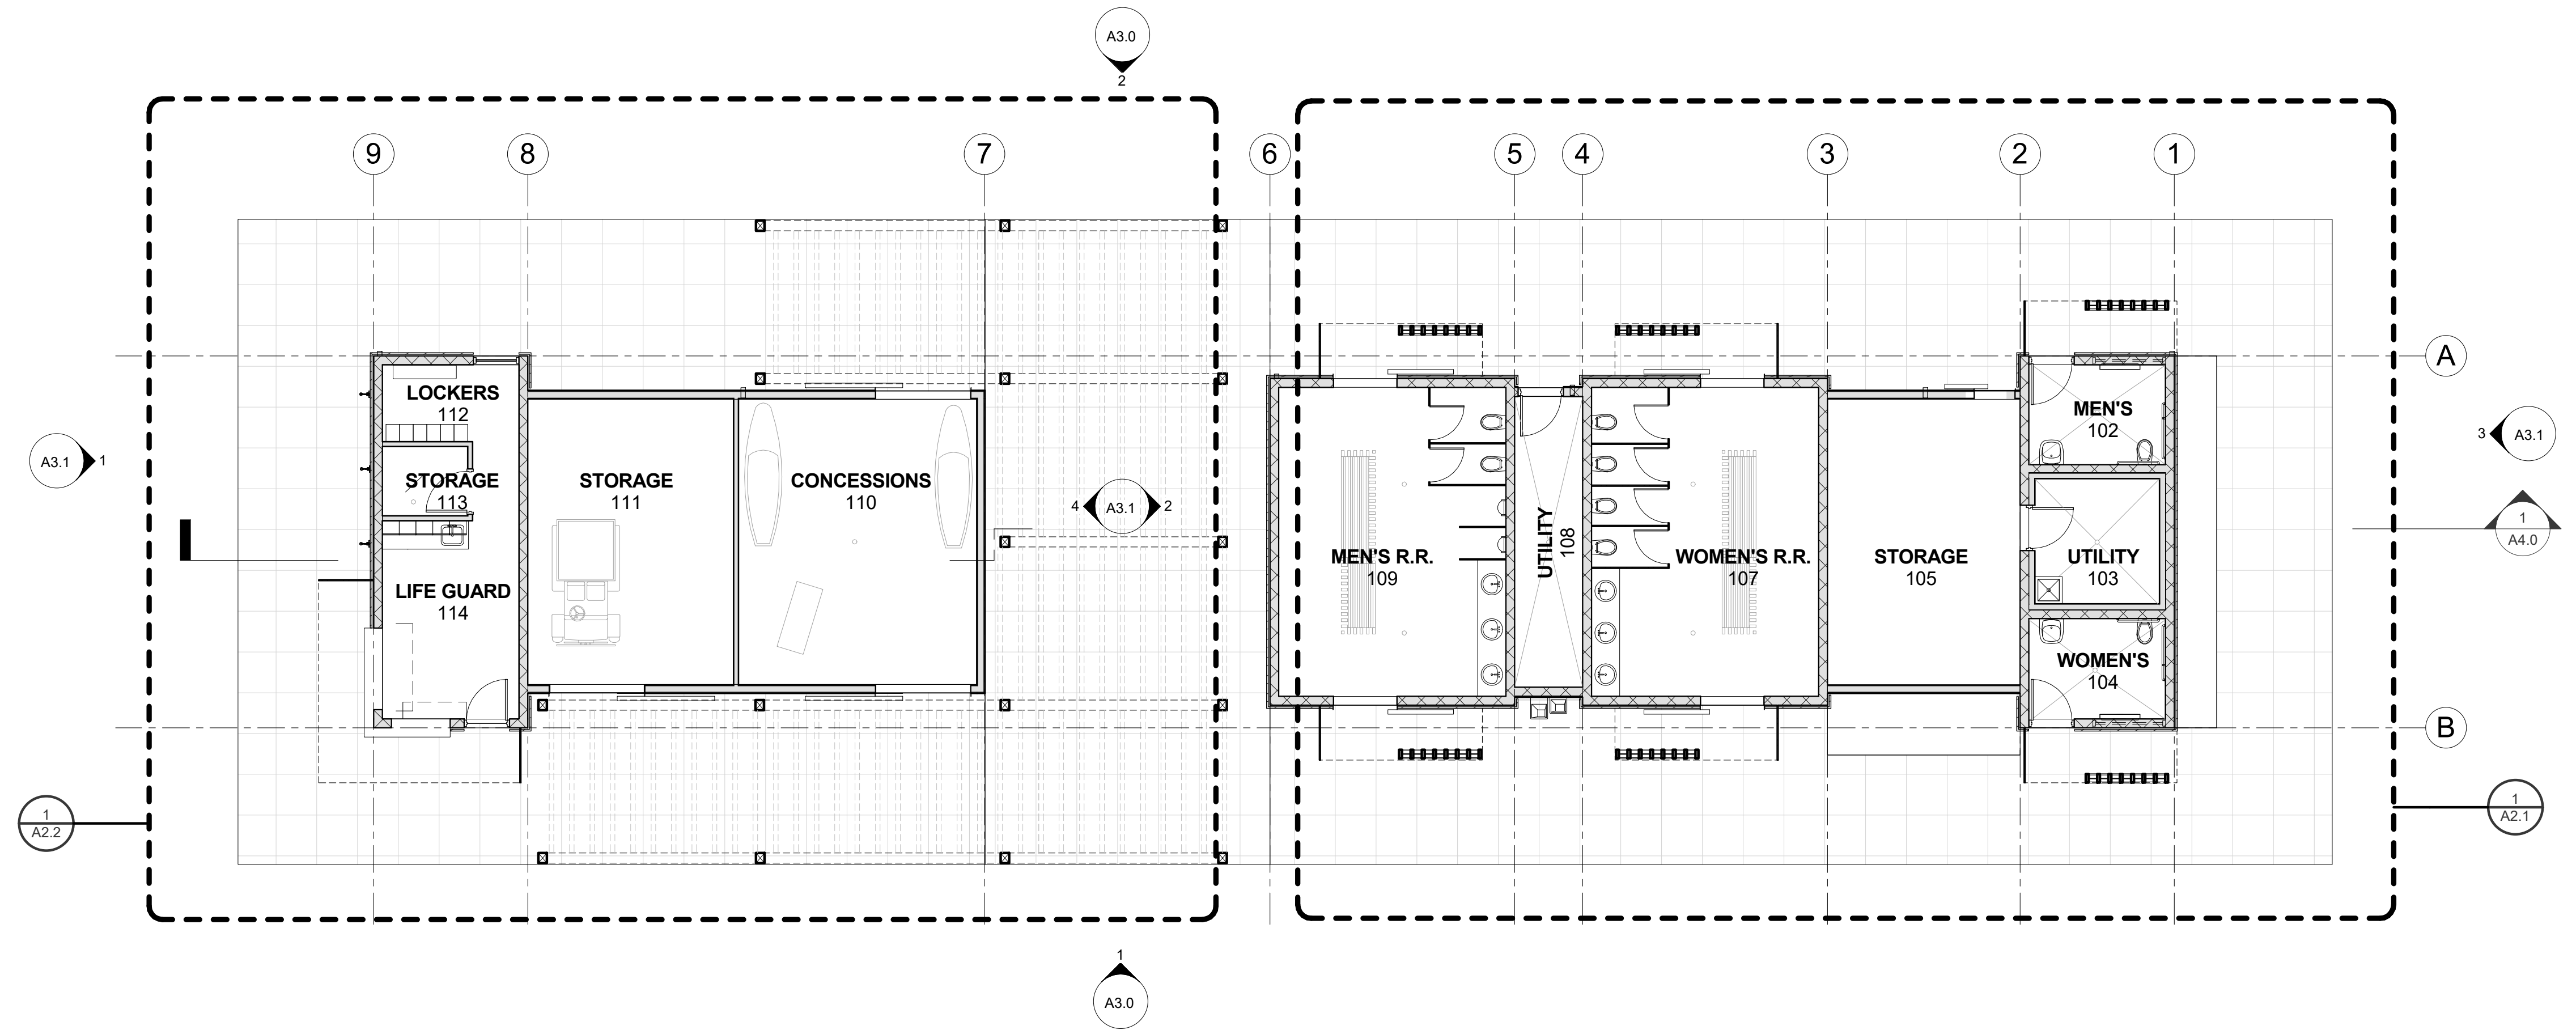 A3.0
2
9
8
7
6
5
4
3
2
1
A
LOCKERS
112
MEN'S
102
A3.1
1
3
A3.1
STORAGE
113
STORAGE
111
CONCESSIONS
110
4
A3.1
2
UTILITY
108
1
A4.0
MEN'S R.R.
109
WOMEN'S R.R.
107
STORAGE
105
UTILITY
103
LIFE GUARD
114
WOMEN'S
104
B
1
A2.2
1
A2.1
1
A3.0